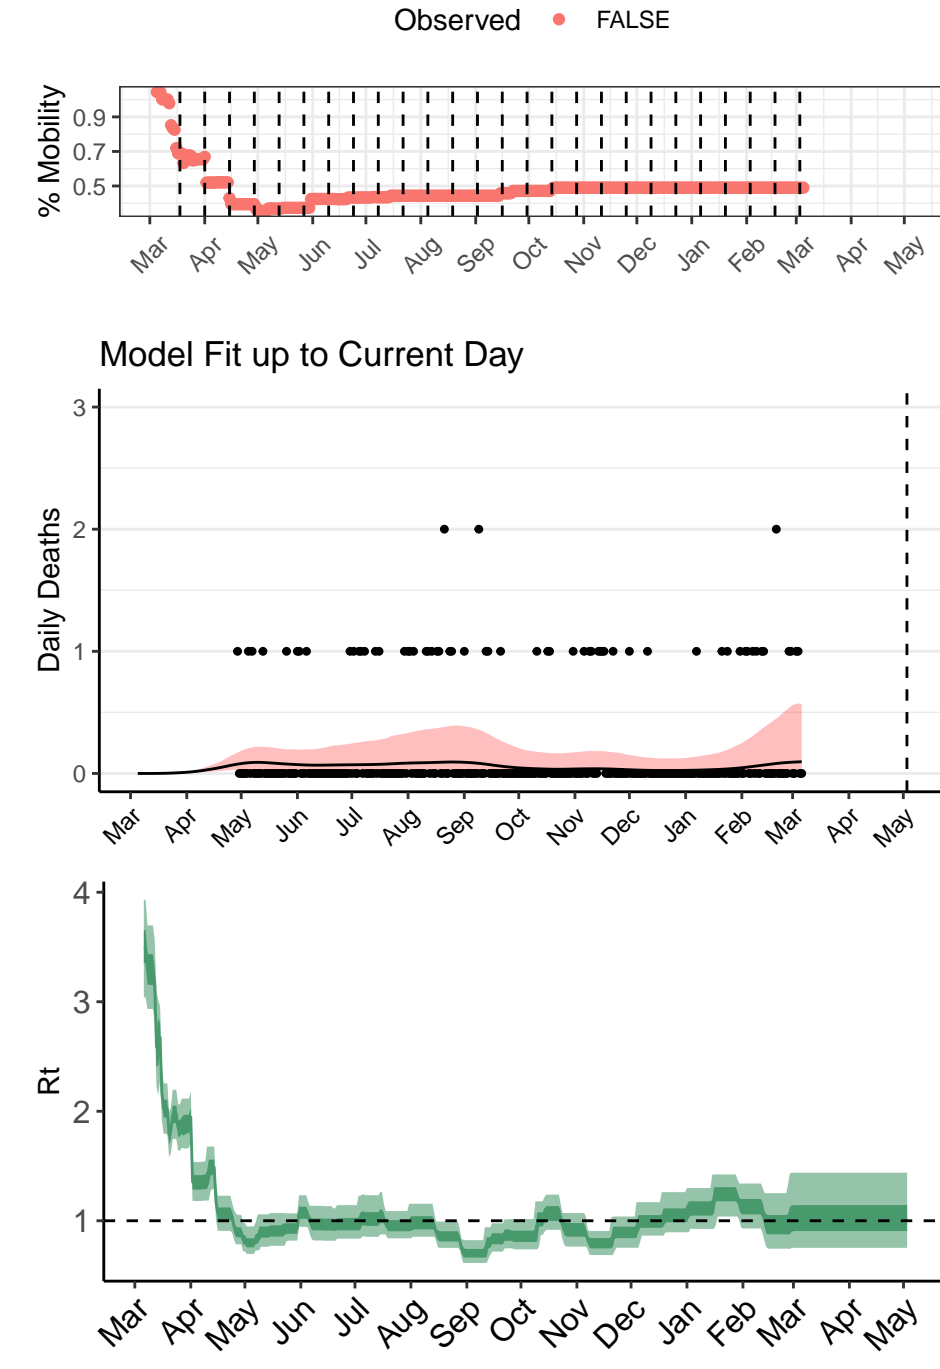 Observed FALSE
% Mobility
0.9
0.7
0.5
Mar Apr May Jun Jul Aug Sep Oct Nov Dec Jan Feb Mar Apr May
Model Fit up to Current Day
Daily Deaths
3
2
1
0
Mar Apr May Jun Jul Aug Sep Oct Nov Dec Jan Feb Mar Apr May
Rt
4
3
2
1
Mar Apr May Jun Jul Aug Sep Oct Nov Dec Jan Feb Mar Apr May